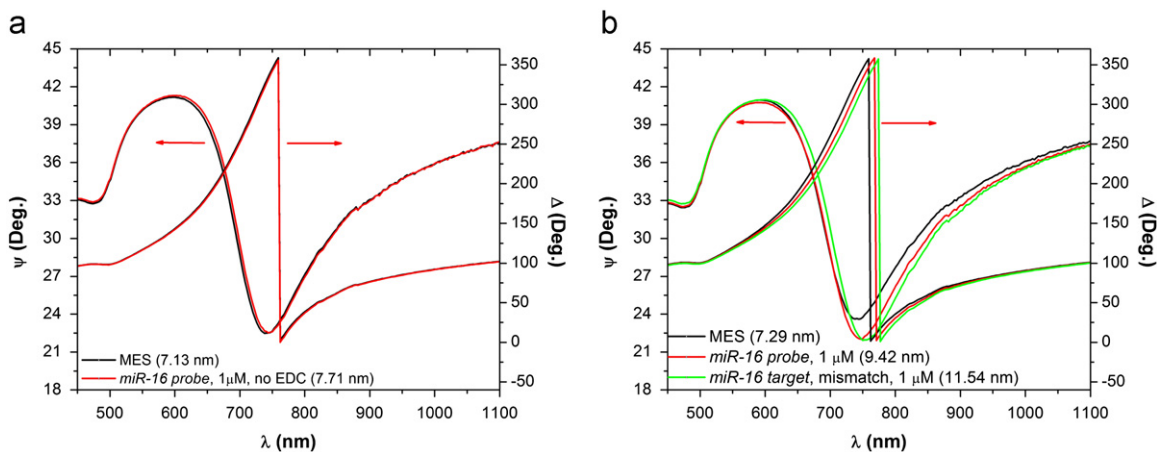 a
45
42
39
36
33
30
27
24
21
18
ψ (Deg.)
350
300
250
200
150
100
50
0
-50
Δ (Deg.)
MES (7.13 nm)
miR-16 probe, 1μM, no EDC (7.71 nm)
500 600 700 800 900 1000 1100
λ (nm)
b
45
42
39
36
33
30
27
24
21
18
ψ (Deg.)
350
300
250
200
150
100
50
0
-50
Δ (Deg.)
MES (7.29 nm)
miR-16 probe, 1 μM (9.42 nm)
miR-16 target, mismatch, 1 μM (11.54 nm)
500 600 700 800 900 1000 1100
λ (nm)